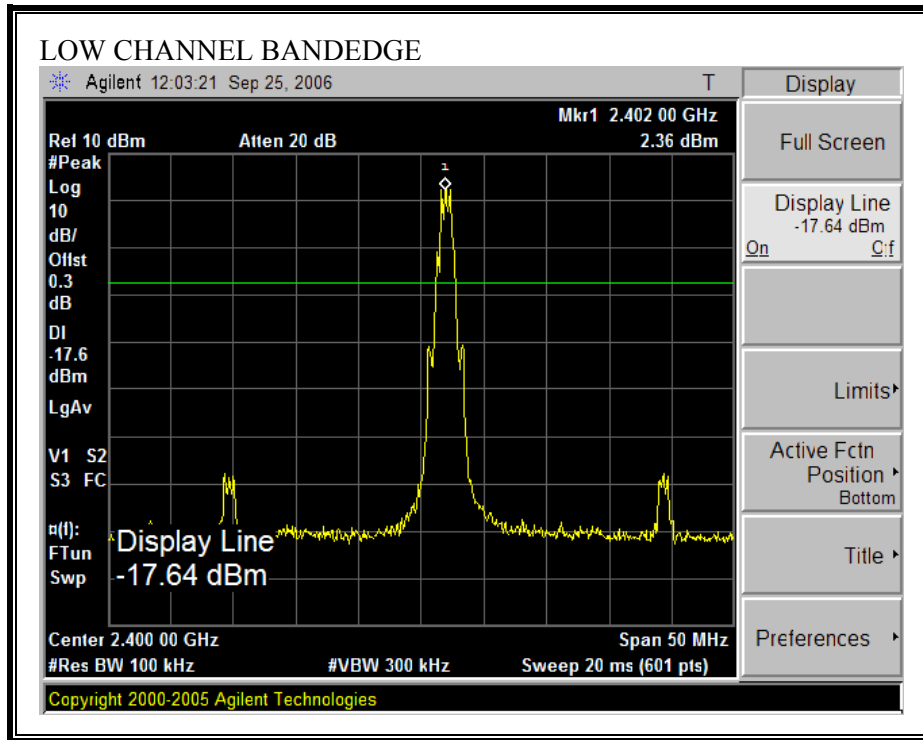 LOW CHANNEL BANDEDGE
Agilent 12:03:21 Sep 25, 2006 T
Display
Mkr1 2.402 00 GHz
Ref 10 dBm Atten 20 dB 2.36 dBm
#Peak
Log
10
dB/
Offst
0.3
dB
DI
-17.6
dBm
LgAv
V1 S2
S3 FC
¤(f):
FTun
Swp
1
Display Line
-17.64 dBm
Center 2.400 00 GHz Span 50 MHz
#Res BW 100 kHz #VBW 300 kHz Sweep 20 ms (601 pts)
Copyright 2000-2005 Agilent Technologies
Full Screen
Display Line
-17.64 dBm
On Off
Limits
Active Fctn
Position
Bottom
Title
Preferences